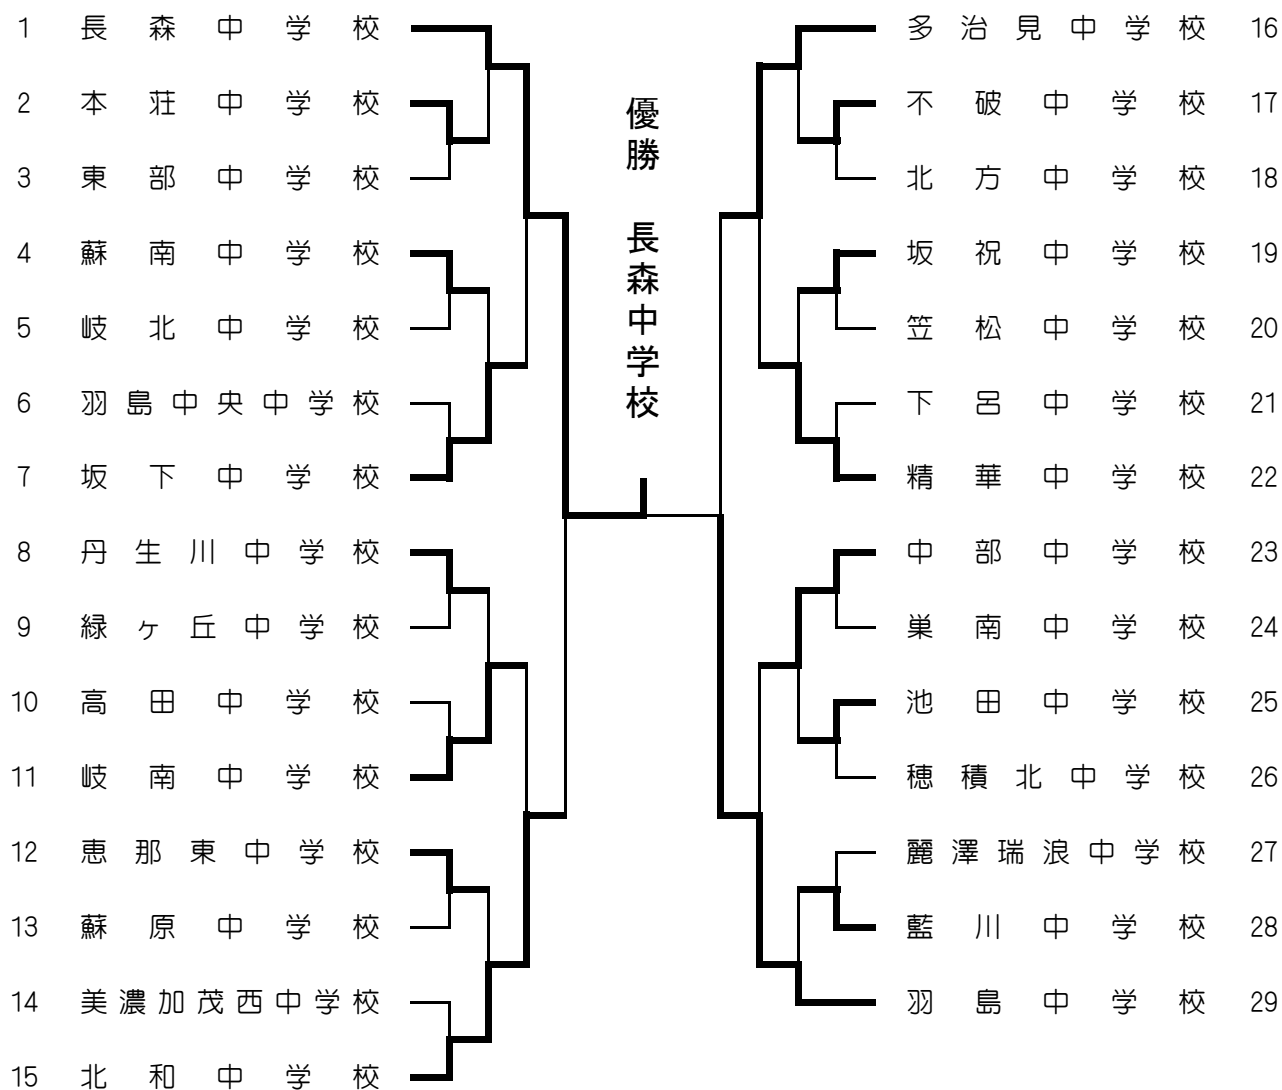 1 長森中学校
2 本荘中学校
3 東部中学校
4 蘇南中学校
5 岐北中学校
6 羽島中央中学校
7 坂下中学校
8 丹生川中学校
9 緑ヶ丘中学校
10 高田中学校
11 岐南中学校
12 恵那東中学校
13 蘇原中学校
14 美濃加茂西中学校
15 北和中学校
優勝 長森中学校
多治見中学校 16
不破中学校 17
北方中学校 18
坂祝中学校 19
笠松中学校 20
下呂中学校 21
精華中学校 22
中部中学校 23
巣南中学校 24
池田中学校 25
穂積北中学校 26
麗澤瑞浪中学校 27
藍川中学校 28
羽島中学校 29